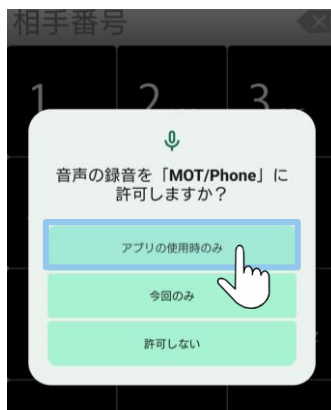 相手番号
1 2 3
音声の録音を「MOT/Phone」に
許可しますか？
アプリの使用時のみ
今回のみ
許可しない